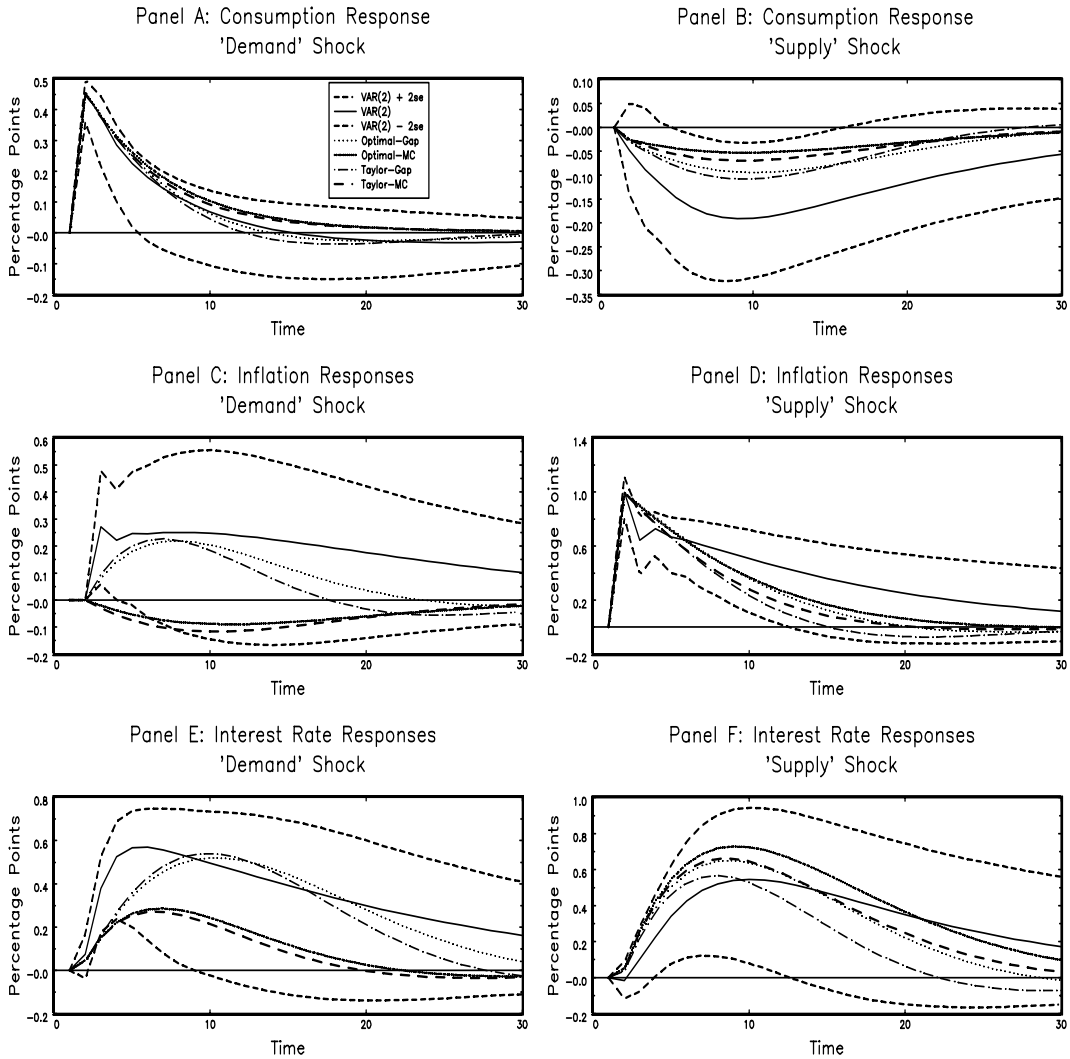 Panel A: Consumption Response
'Demand' Shock
Percentage Points
0.5
0.4
0.3
0.2
0.1
-0.0
-0.1
-0.2
VAR(2) + 2se
VAR(2)
VAR(2) - 2se
Optimal-Gap
Optimal-MC
Taylor-Gap
Taylor-MC
0 10 20 30
Time
Panel B: Consumption Response
'Supply' Shock
Percentage Points
0.10
0.05
-0.00
-0.05
-0.10
-0.15
-0.20
-0.25
-0.30
-0.35
0 10 20 30
Time
Panel C: Inflation Responses
'Demand' Shock
Percentage Points
0.6
0.5
0.4
0.3
0.2
0.1
-0.0
-0.1
-0.2
0 10 20 30
Time
Panel D: Inflation Responses
'Supply' Shock
Percentage Points
1.4
1.0
0.6
0.2
-0.2
0 10 20 30
Time
Panel E: Interest Rate Responses
'Demand' Shock
Percentage Points
0.8
0.6
0.4
0.2
-0.0
-0.2
0 10 20 30
Time
Panel F: Interest Rate Responses
'Supply' Shock
Percentage Points
1.0
0.8
0.6
0.4
0.2
-0.0
-0.2
0 10 20 30
Time